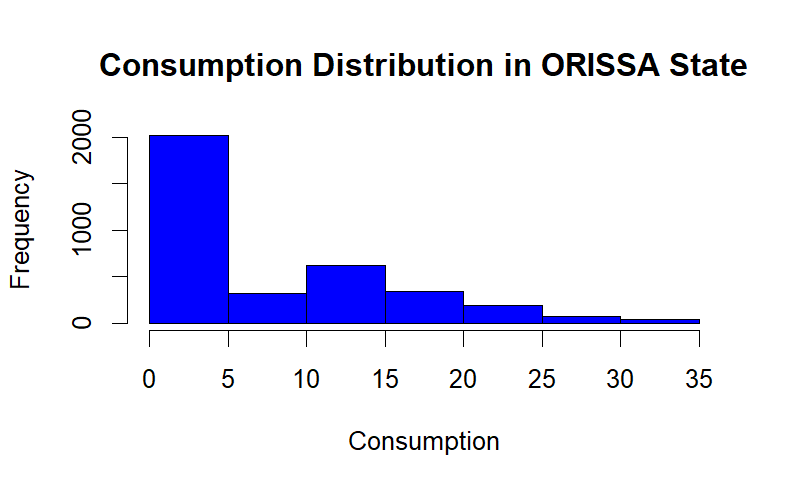 Consumption Distribution in ORISSA State
Frequency
2000
1000
0
0 5 10 15 20 25 30 35
Consumption